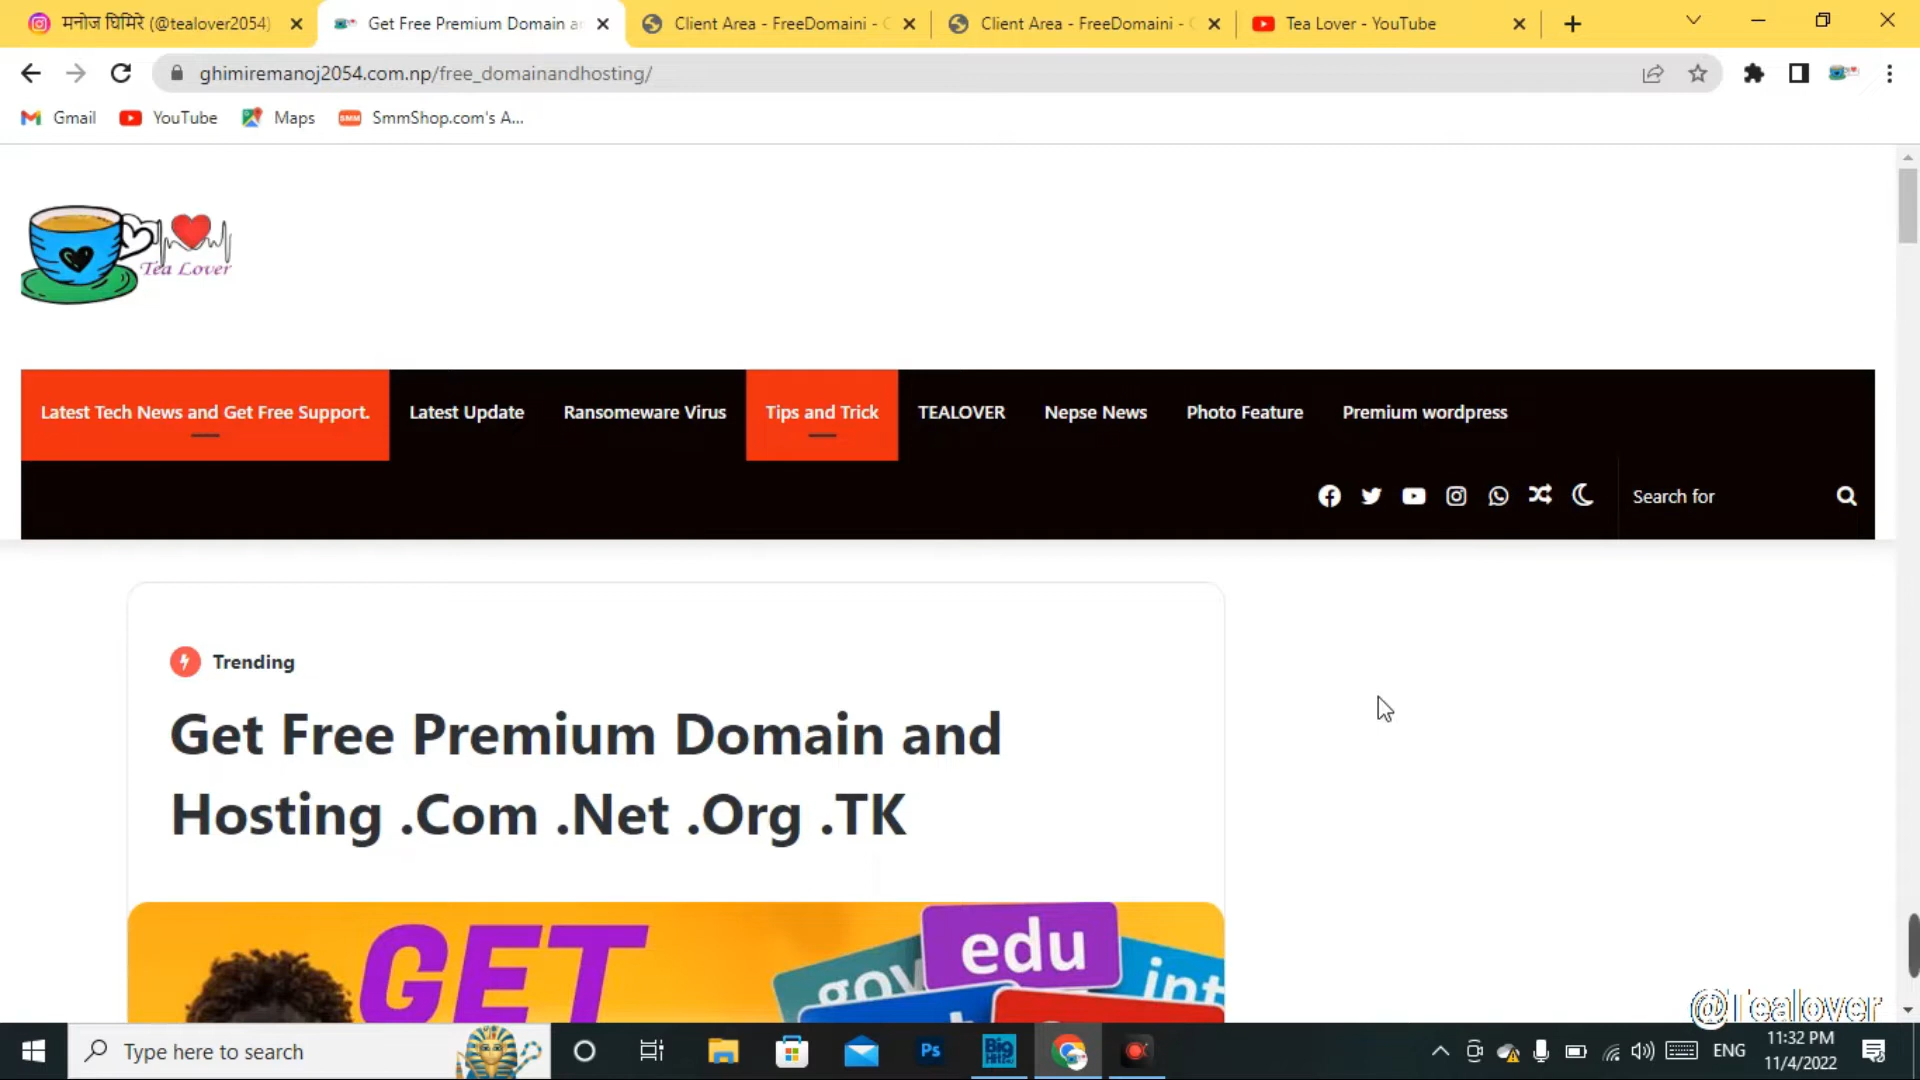 मनोज घिमिरे (@tealover2054)
Get Free Premium Domain an
Client Area - FreeDomaini - C
Client Area - FreeDomaini - C
Tea Lover - YouTube
ghimiremanoj2054.com.np/free_domainandhosting/
Gmail
YouTube
Maps
SMM
SmmShop.com's A...
Tea Lover
Latest Tech News and Get Free Support.
Latest Update
Ransomeware Virus
Tips and Trick
TEALOVER
Nepse News
Photo Feature
Premium wordpress
Search for
Trending
Get Free Premium Domain and
Hosting .Com .Net .Org .TK
GET
gov
edu
int
@Tealover
Type here to search
Ps
ENG
11:32 PM
11/4/2022